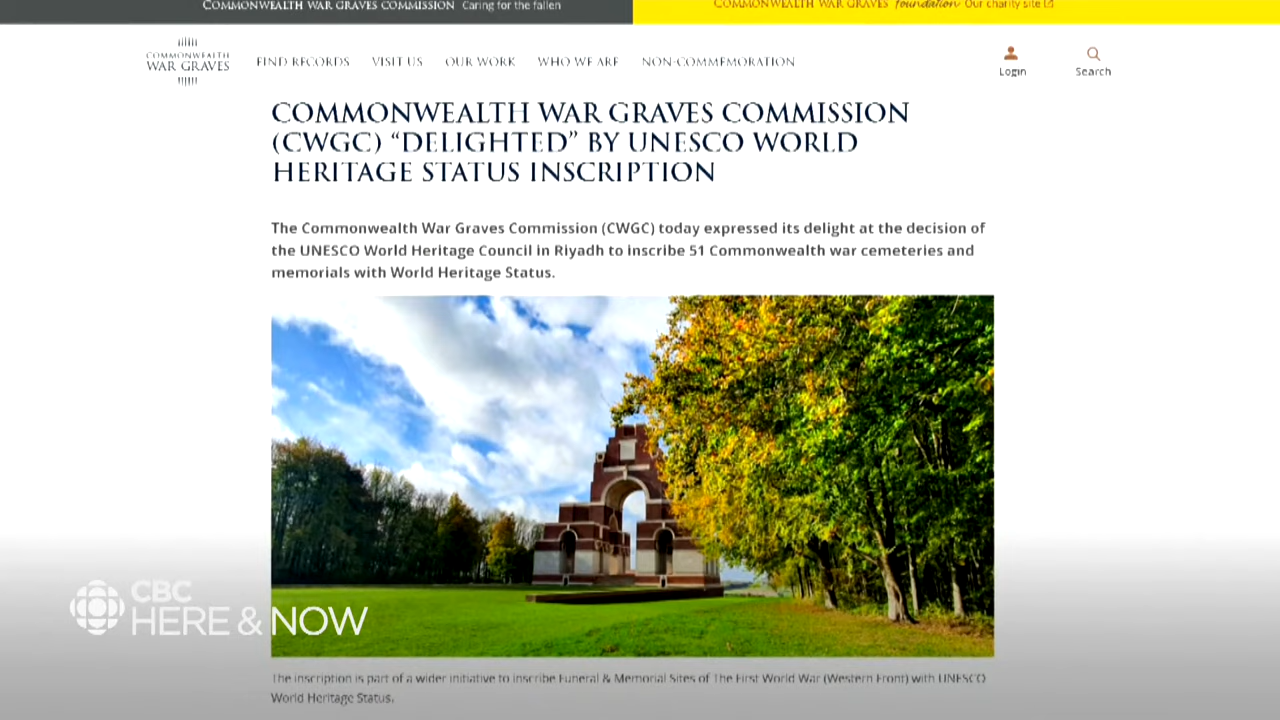 COMMONWEALTH WAR GRAVES COMMISSION Caring for the fallen
COMMONWEALTH WAR GRAVES foundation Our charity site
COMMONWEALTH
WAR GRAVES
FIND RECORDS VISIT US OUR WORK WHO WE ARE NON-COMMEMORATION
Login
Search
COMMONWEALTH WAR GRAVES COMMISSION
(CWGC) “DELIGHTED” BY UNESCO WORLD
HERITAGE STATUS INSCRIPTION
The Commonwealth War Graves Commission (CWGC) today expressed its delight at the decision of
the UNESCO World Heritage Council in Riyadh to inscribe 51 Commonwealth war cemeteries and
memorials with World Heritage Status.
CBC
HERE & NOW
The inscription is part of a wider initiative to inscribe Funeral & Memorial Sites of The First World War (Western Front) with UNESCO
World Heritage Status.